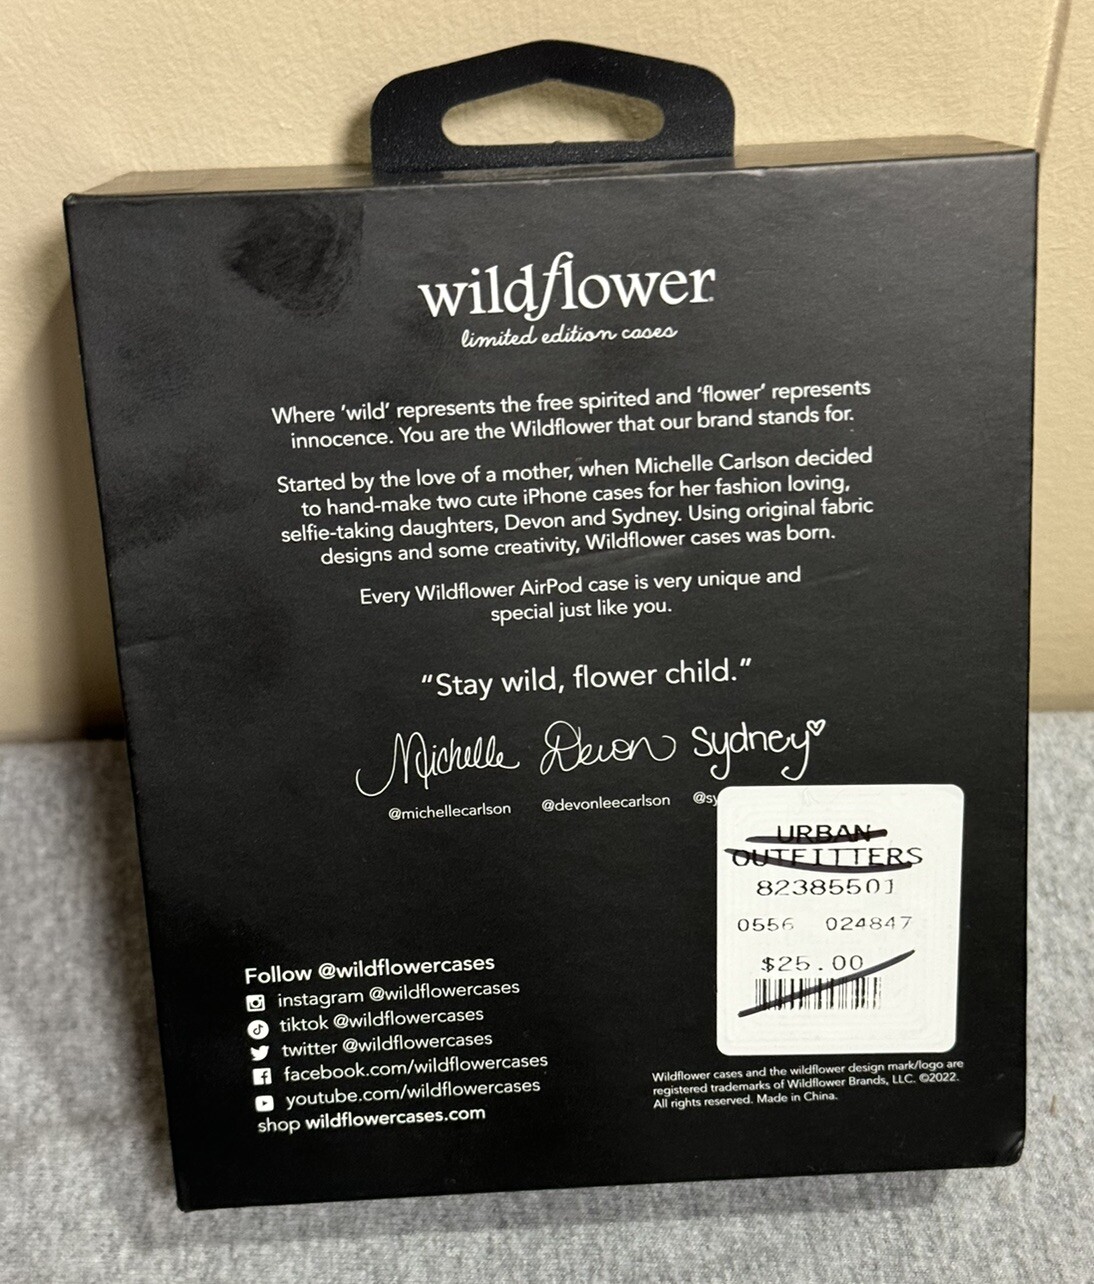 wildflower
limited edition cases
Where ‘wild’ represents the free spirited and ‘flower’ represents
innocence. You are the Wildflower that our brand stands for.
Started by the love of a mother, when Michelle Carlson decided
to hand-make two cute iPhone cases for her fashion loving,
selfie-taking daughters, Devon and Sydney. Using original fabric
designs and some creativity, Wildflower cases was born.
Every Wildflower AirPod case is very unique and
special just like you.
“Stay wild, flower child.”
Michelle Devon Sydney
@michellecarlson @devonleecarlson @sy
URBAN
OUTFITTERS
82385501
0556 024847
$25.00
Follow @wildflowercases
instagram @wildflowercases
tiktok @wildflowercases
twitter @wildflowercases
facebook.com/wildflowercases
youtube.com/wildflowercases
shop wildflowercases.com
Wildflower cases and the wildflower design mark/logo are
registered trademarks of Wildflower Brands, LLC. ©2022.
All rights reserved. Made in China.